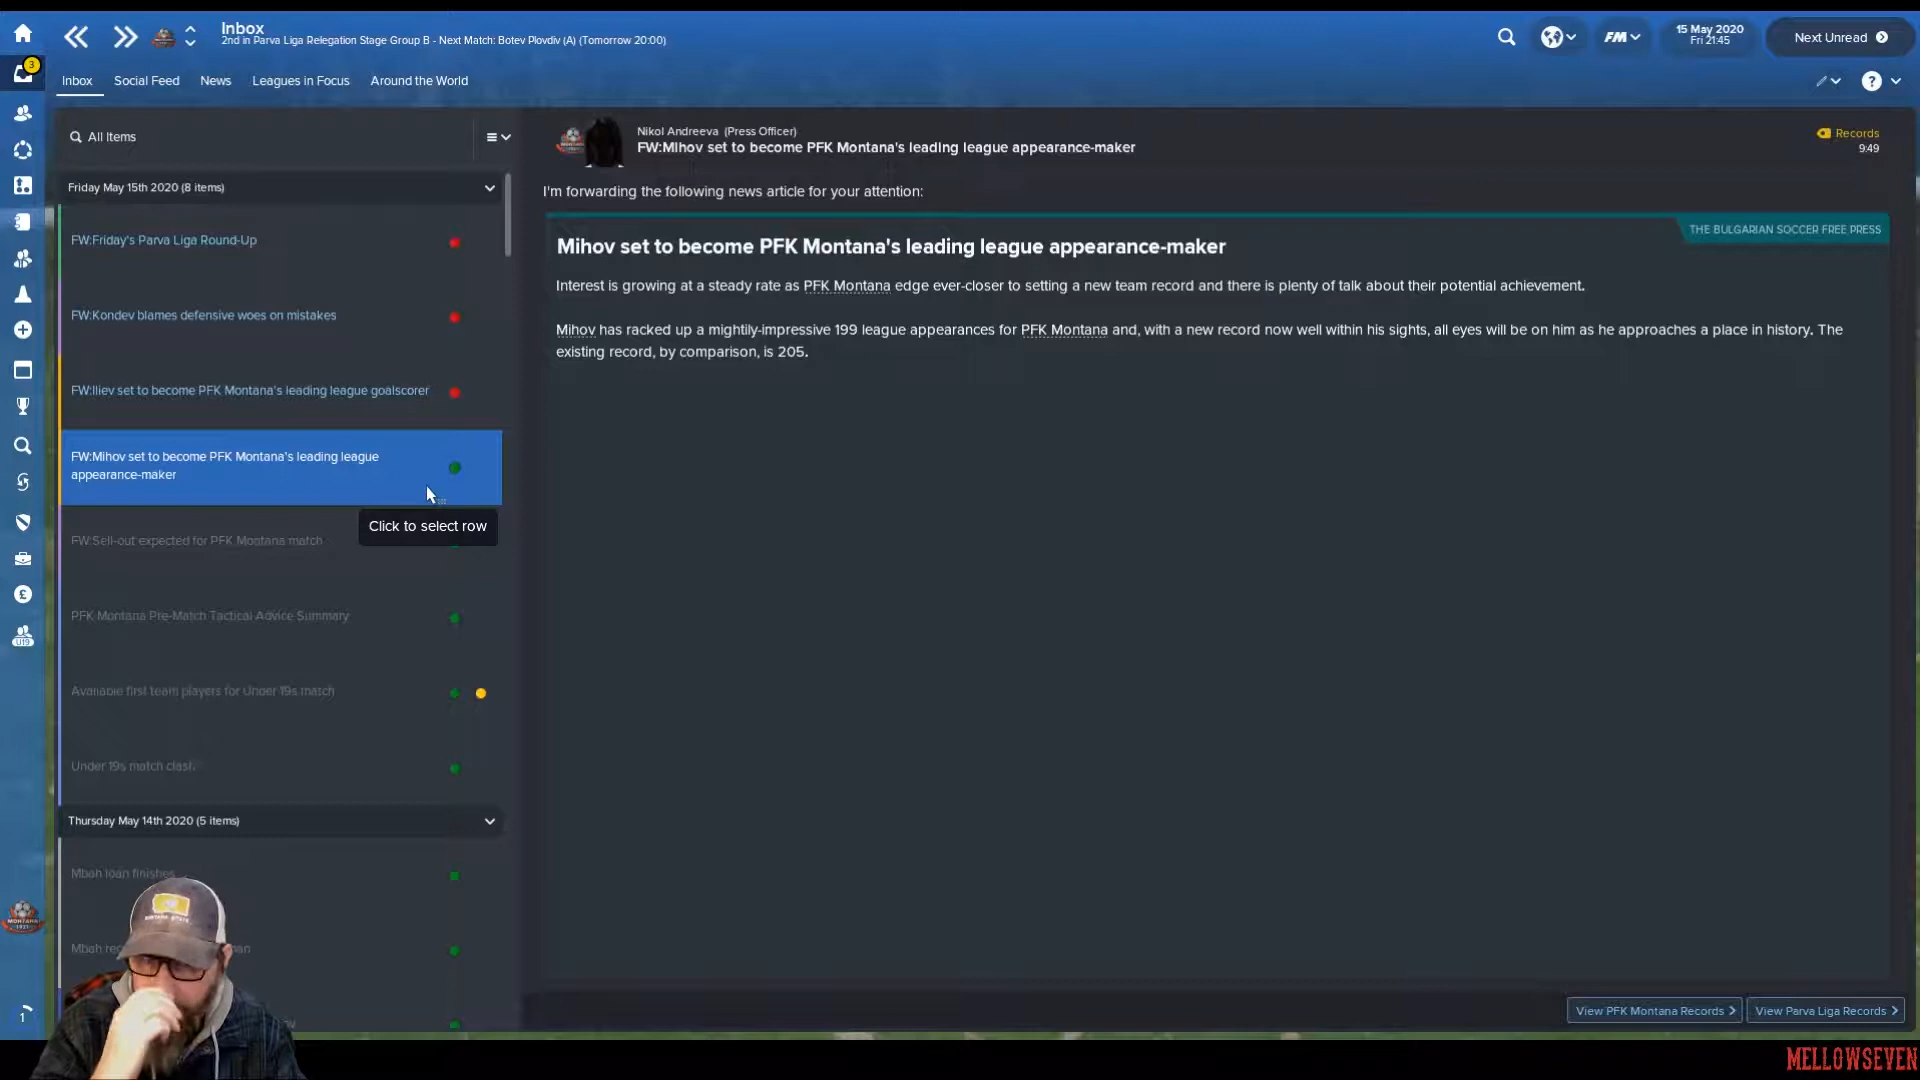 Inbox
2nd in Parva Liga Relegation Stage Group B - Next Match: Botev Plovdiv (A) (Tomorrow 20:00)
FM
15 May 2020
Fri 21:45
Next Unread
3
Inbox
Social Feed
News
Leagues in Focus
Around the World
?
All Items
Friday May 15th 2020 (8 items)
FW:Friday's Parva Liga Round-Up
FW:Kondev blames defensive woes on mistakes
FW:Iliev set to become PFK Montana's leading league goalscorer
FW:Mihov set to become PFK Montana's leading league
appearance-maker
Click to select row
FW:Sell-out expected for PFK Montana match
PFK Montana Pre-Match Tactical Advice Summary
Available first team players for Under 19s match
Under 19s match clash
Thursday May 14th 2020 (5 items)
Mbah loan finishes
Mbah
Nikol Andreeva (Press Officer)
FW:Mihov set to become PFK Montana's leading league appearance-maker
Records
9:49
I'm forwarding the following news article for your attention:
THE BULGARIAN SOCCER FREE PRESS
Mihov set to become PFK Montana's leading league appearance-maker
Interest is growing at a steady rate as PFK Montana edge ever-closer to setting a new team record and there is plenty of talk about their potential achievement.
Mihov has racked up a mightily-impressive 199 league appearances for PFK Montana and, with a new record now well within his sights, all eyes will be on him as he approaches a place in history. The
existing record, by comparison, is 205.
View PFK Montana Records
View Parva Liga Records
U19
MONTANA
1921
1
MELLOWSEVEN